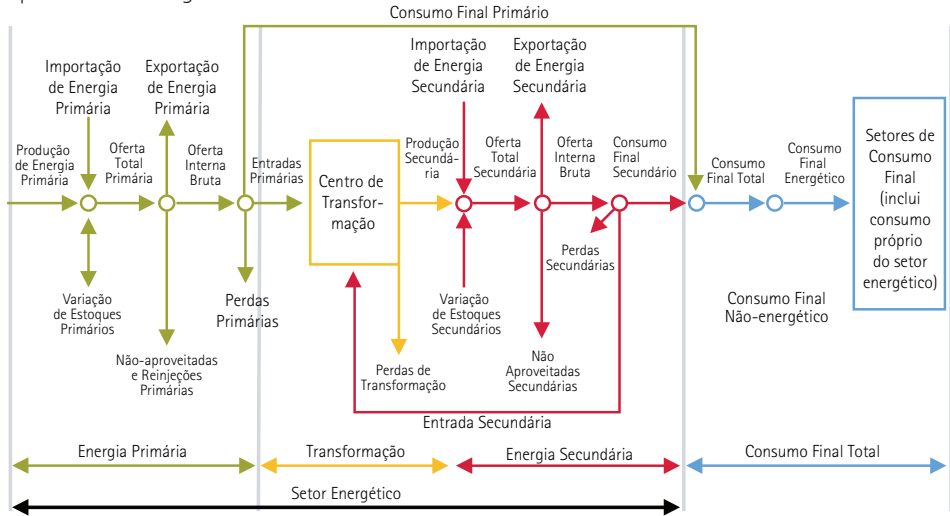 Consumo Final Primário
Importação
de Energia
Primária
Exportação
de Energia
Primária
Importação
de Energia
Secundária
Exportação
de Energia
Secundária
Produção
de Energia
Primária
Oferta
Total
Primária
Oferta
Interna
Bruta
Entradas
Primárias
Centro de
Transfor-
mação
Produção
Secundá-
ria
Oferta
Total
Secundária
Oferta
Interna
Bruta
Consumo
Final
Secundário
Consumo
Final Total
Consumo
Final
Energético
Setores de
Consumo
Final
(inclui
consumo
próprio
do setor
energético)
Variação
de Estoques
Primários
Perdas
Primárias
Não-aproveitadas
e Reinjeções
Primárias
Perdas de
Transformação
Variação
de Estoques
Secundários
Perdas
Secundárias
Não
Aproveitadas
Secundárias
Consumo Final
Não-energético
Entrada Secundária
Energia Primária
Transformação
Energia Secundária
Consumo Final Total
Setor Energético